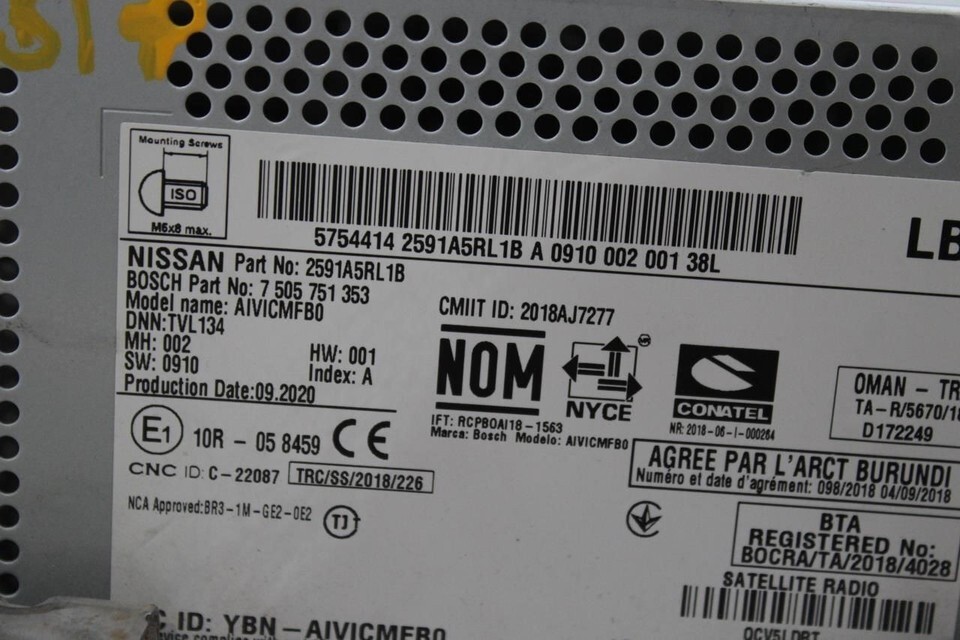 Mounting Screws
ISO
M6x8 max.
5754414 2591A5RL1B A 0910 002 001 38L
LB
NISSAN Part No: 2591A5RL1B
BOSCH Part No: 7 505 751 353
Model name: AIVICMFB0
DNN:TVL134
MH: 002
SW: 0910
HW: 001
Index: A
Production Date:09.2020
CMIIT ID: 2018AJ7277
NOM
NYCE
CONATEL
IFT: RCPBOAI18-1563
Marca: Bosch Modelo: AIVICMFB0
NR: 2018-06-I-000264
OMAN - TR
TA-R/5670/18
D172249
E1 10R - 05 8459 CE
CNC ID: C-22087 TRC/SS/2018/226
AGREE PAR L'ARCT BURUNDI
Numéro et date d'agrément: 098/2018 04/09/2018
NCA Approved:BR3-1M-GE2-0E2
TJ
BTA
REGISTERED No:
BOCRA/TA/2018/4028
SATELLITE RADIO
C ID: YBN-AIVICMFB0